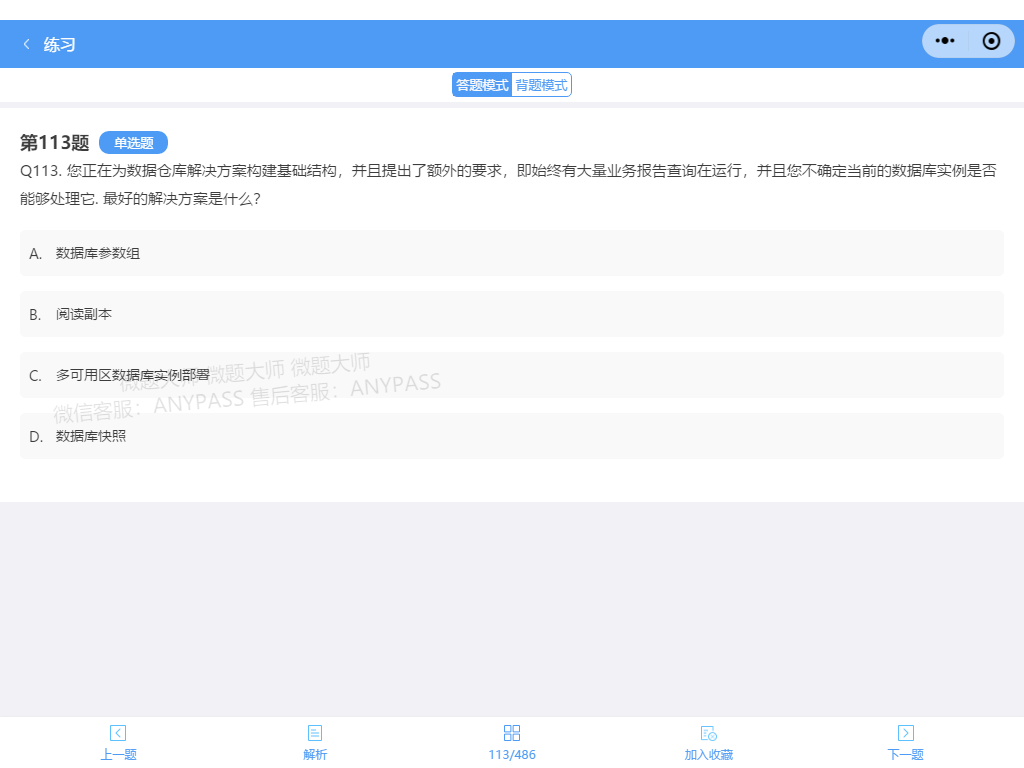 练习
答题模式 背题模式
第113题 单选题
Q113. 您正在为数据仓库解决方案构建基础结构，并且提出了额外的要求，即始终有大量业务报告查询在运行，并且您不确定当前的数据库实例是否
能够处理它. 最好的解决方案是什么？
A. 数据库参数组
B. 阅读副本
C. 多可用区数据库实例部署
微题大师 微题大师 微题大师
微信客服：ANYPASS 售后客服：ANYPASS
D. 数据库快照
上一题 解析 113/486 加入收藏 下一题